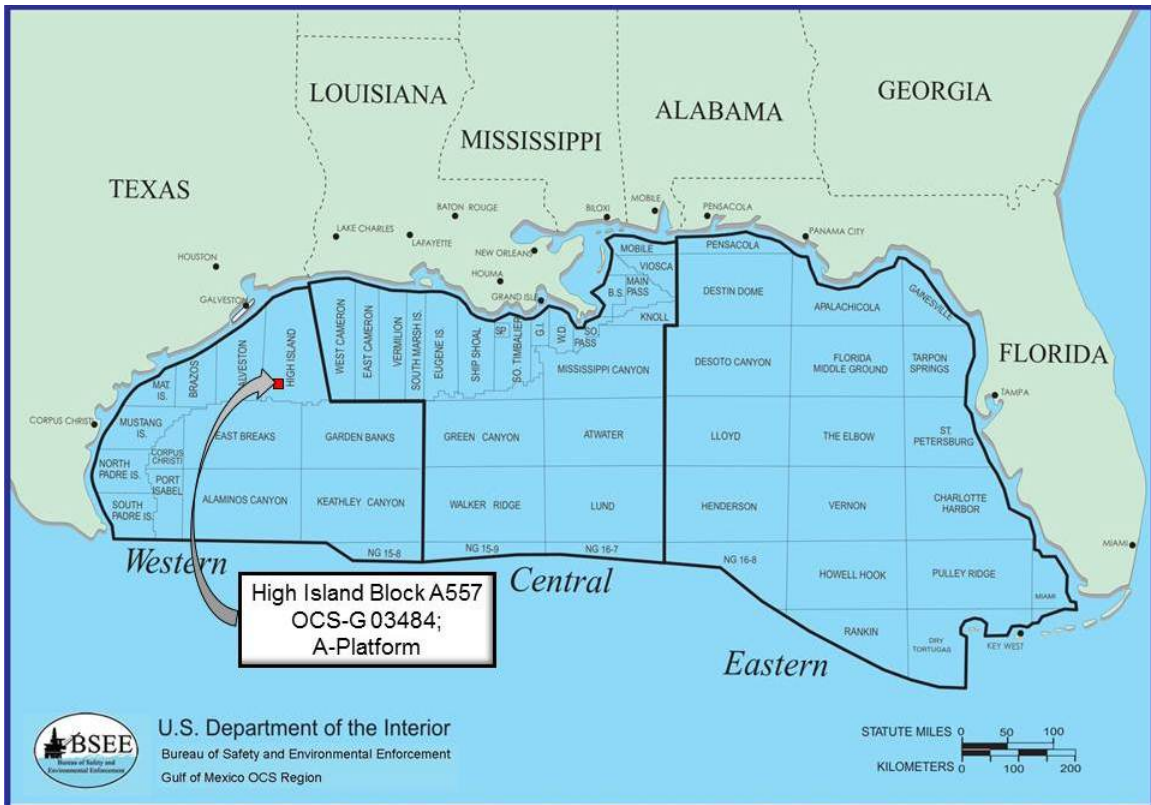 LOUISIANA
MISSISSIPPI
ALABAMA
GEORGIA
TEXAS
FLORIDA
HOUSTON
GALVESTON
CORPUS CHRISTI
LAKE CHARLES
LAFAYETTE
BATON ROUGE
NEW ORLEANS
HOUMA
GRAND ISLE
BILOXI
MOBILE
PENSACOLA
PANAMA CITY
TAMPA
MIAMI
KEY WEST
MAT.
IS.
BRAZOS
ALVESTON
HIGH ISLAND
MUSTANG
IS.
NORTH
PADRE IS.
SOUTH
PADRE IS.
CORPUS
CHRISTI
PORT
ISABEL
EAST BREAKS
GARDEN BANKS
ALAMINOS CANYON
KEATHLEY CANYON
NG 15-8
WEST CAMERON
EAST CAMERON
VERMILION
SOUTH MARSH IS.
EUGENE IS.
SHIP SHOAL
SO. TIMBALIER
G.I.
W.D.
SO.
PASS
B.S.
MAIN
PASS
MOBILE
VIOSCA
KNOLL
MISSISSIPPI CANYON
GREEN CANYON
ATWATER
WALKER RIDGE
LUND
NG 15-9
NG 16-7
PENSACOLA
DESTIN DOME
APALACHICOLA
GAINESVILLE
DESOTO CANYON
FLORIDA
MIDDLE GROUND
TARPON
SPRINGS
LLOYD
THE ELBOW
ST.
PETERSBURG
HENDERSON
VERNON
CHARLOTTE
HARBOR
NG 16-8
HOWELL HOOK
PULLEY RIDGE
MIAMI
RANKIN
DRY
TORTUGAS
Western
Central
Eastern
High Island Block A557
OCS-G 03484;
A-Platform
BSEE
Bureau of Safety and
Environmental Enforcement
U.S. Department of the Interior
Bureau of Safety and Environmental Enforcement
Gulf of Mexico OCS Region
STATUTE MILES 0 50 100
KILOMETERS 0 100 200